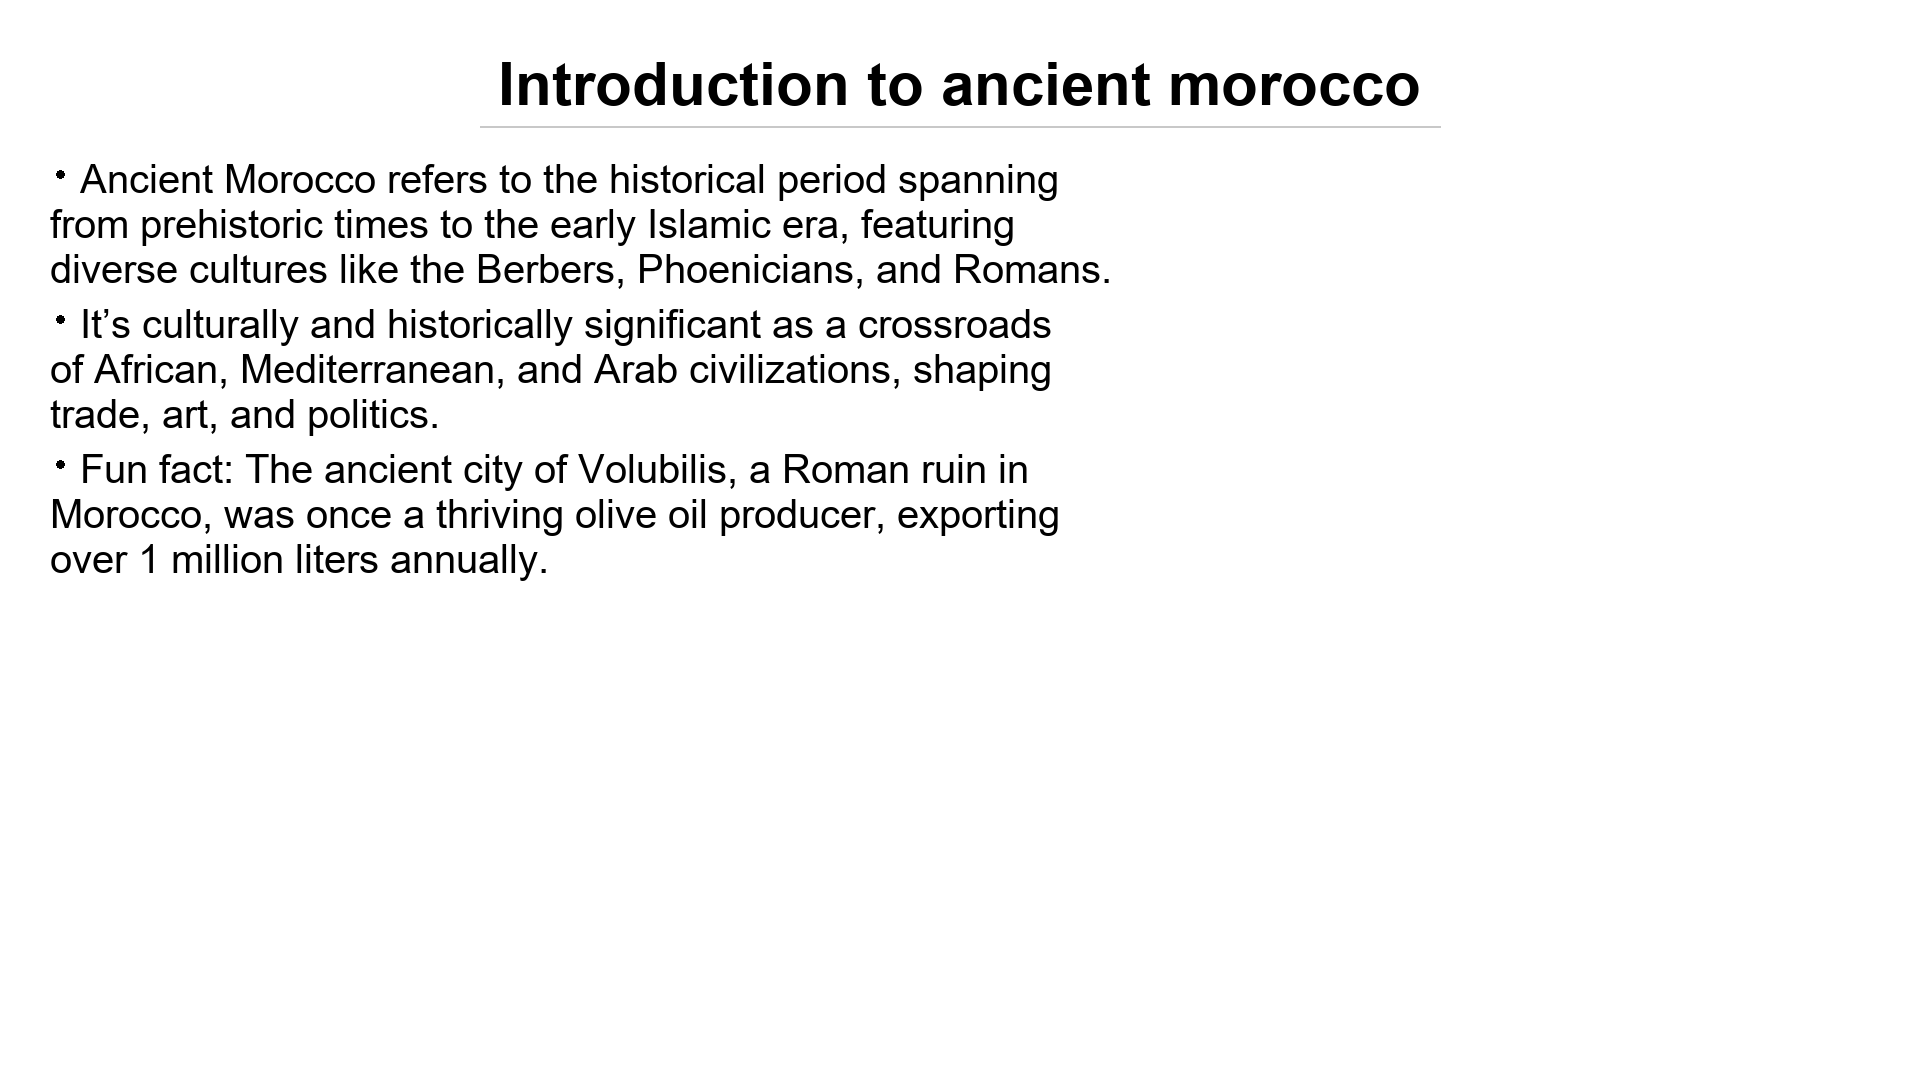 Introduction to ancient morocco
• Ancient Morocco refers to the historical period spanning
from prehistoric times to the early Islamic era, featuring
diverse cultures like the Berbers, Phoenicians, and Romans.
• It’s culturally and historically significant as a crossroads
of African, Mediterranean, and Arab civilizations, shaping
trade, art, and politics.
• Fun fact: The ancient city of Volubilis, a Roman ruin in
Morocco, was once a thriving olive oil producer, exporting
over 1 million liters annually.